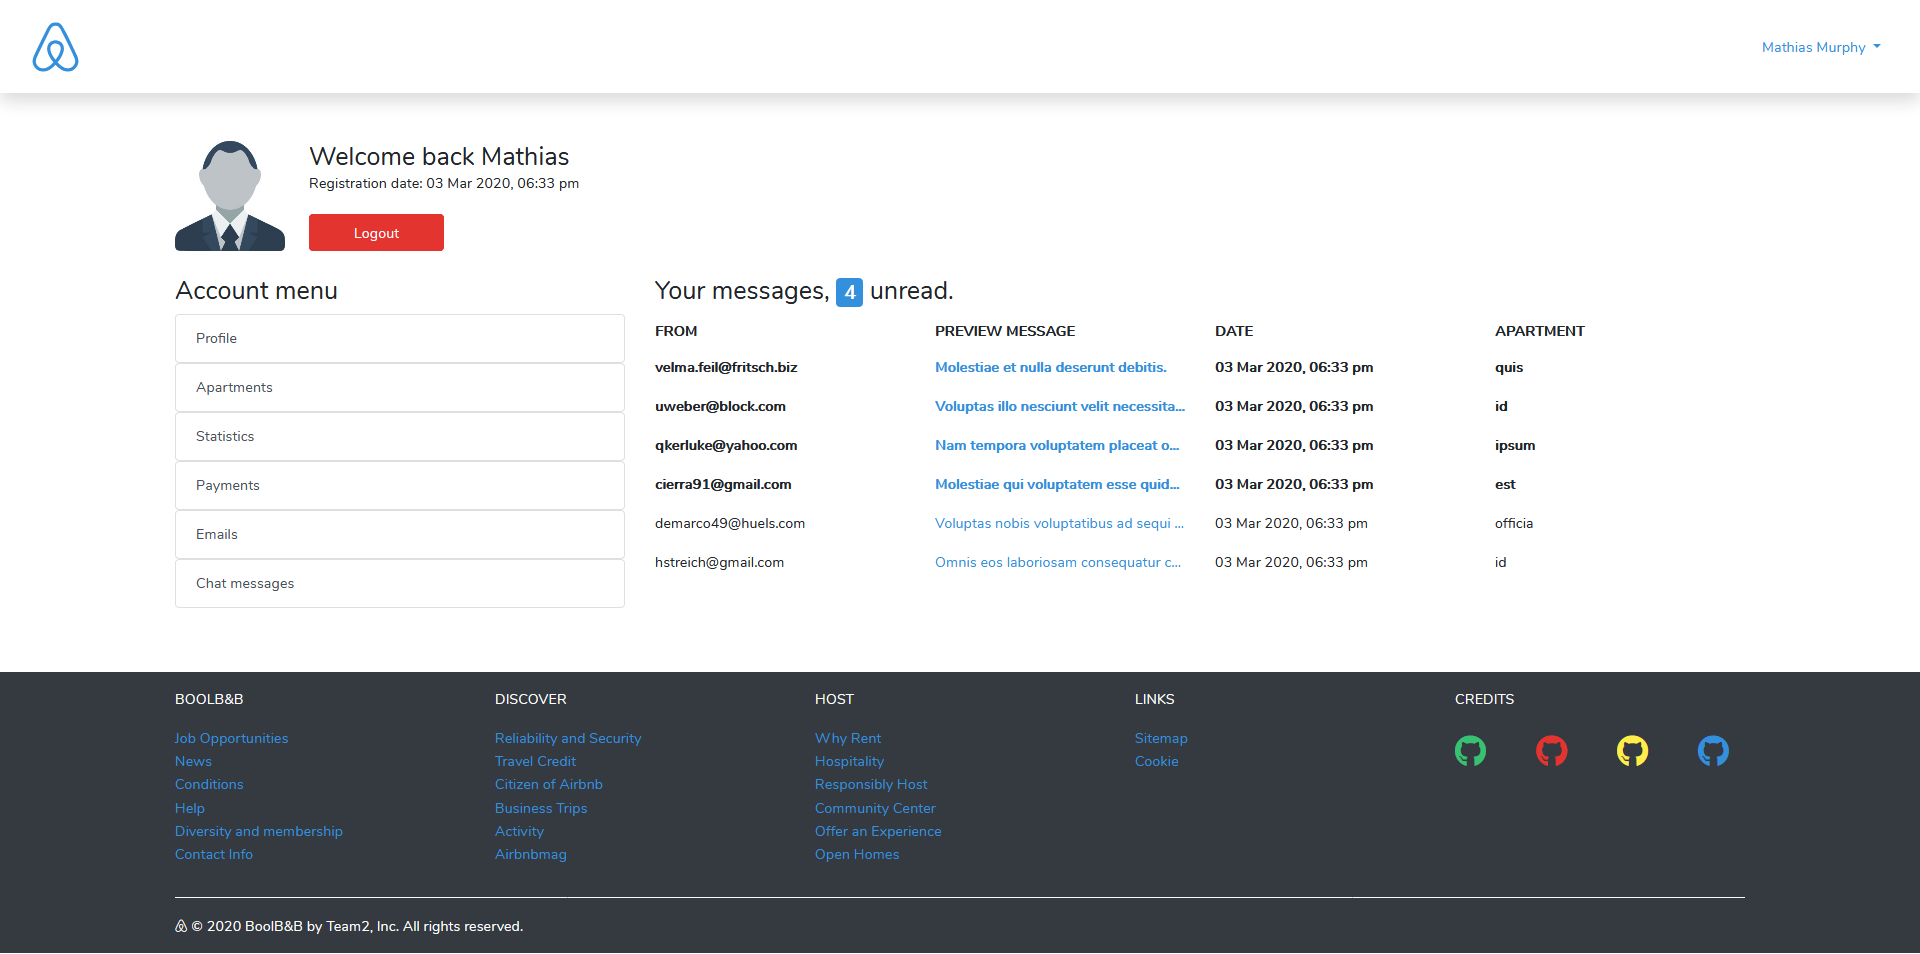 Mathias Murphy
Welcome back Mathias
Registration date: 03 Mar 2020, 06:33 pm
Logout
Account menu
Profile
Apartments
Statistics
Payments
Emails
Chat messages
Your messages, 4 unread.
FROM PREVIEW MESSAGE DATE APARTMENT
velma.feil@fritsch.biz Molestiae et nulla deserunt debitis. 03 Mar 2020, 06:33 pm quis
uweber@block.com Voluptas illo nesciunt velit necessita... 03 Mar 2020, 06:33 pm id
qkerluke@yahoo.com Nam tempora voluptatem placeat o... 03 Mar 2020, 06:33 pm ipsum
cierra91@gmail.com Molestiae qui voluptatem esse quid... 03 Mar 2020, 06:33 pm est
demarco49@huels.com Voluptas nobis voluptatibus ad sequi ... 03 Mar 2020, 06:33 pm officia
hstreich@gmail.com Omnis eos laboriosam consequatur c... 03 Mar 2020, 06:33 pm id
BOOLB&B
Job Opportunities
News
Conditions
Help
Diversity and membership
Contact Info
DISCOVER
Reliability and Security
Travel Credit
Citizen of Airbnb
Business Trips
Activity
Airbnbmag
HOST
Why Rent
Hospitality
Responsibly Host
Community Center
Offer an Experience
Open Homes
LINKS
Sitemap
Cookie
CREDITS
© 2020 BoolB&B by Team2, Inc. All rights reserved.